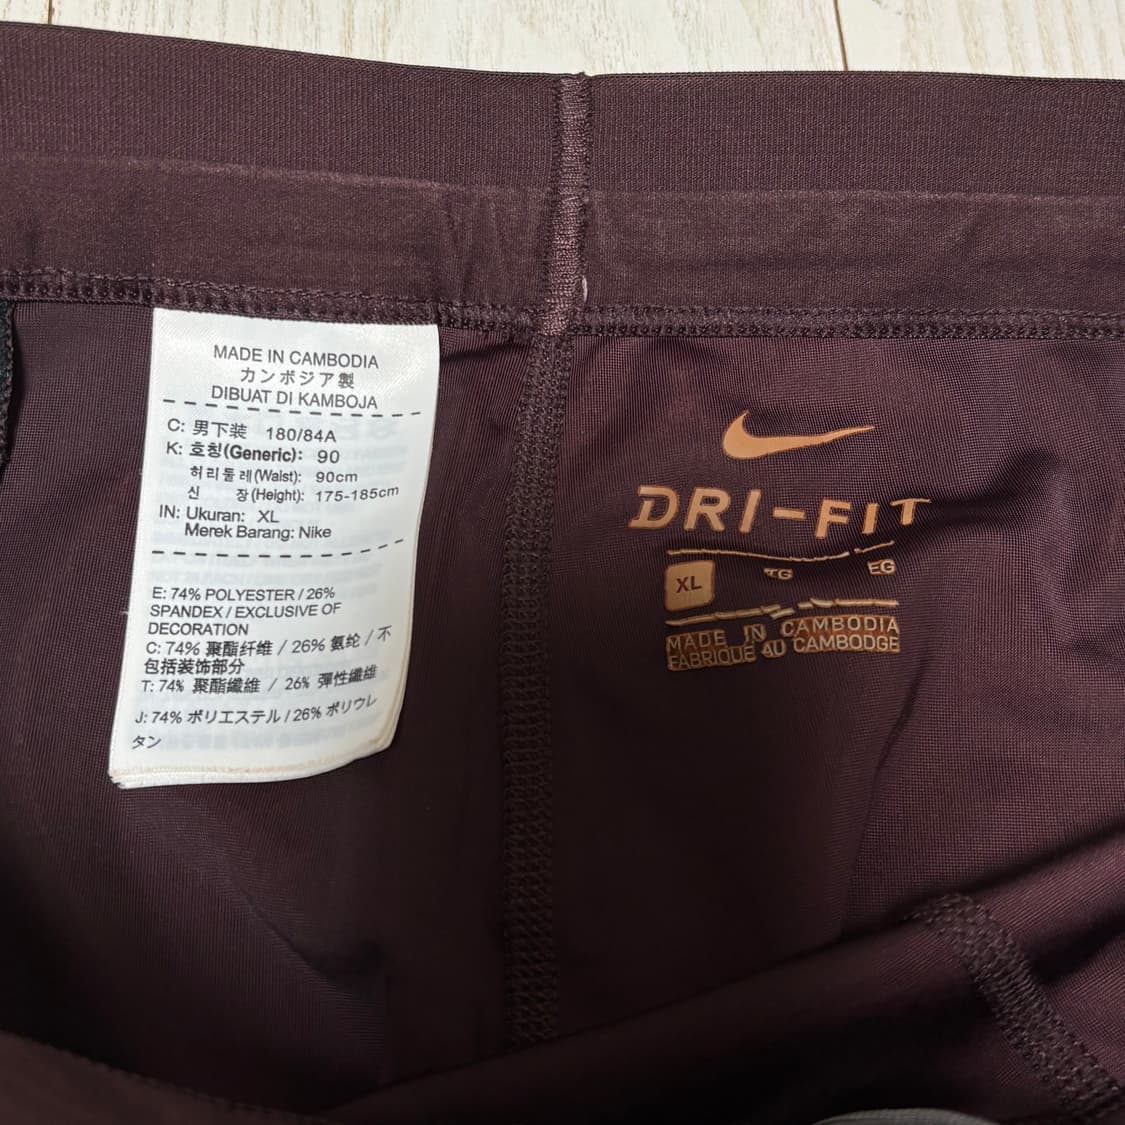 MADE IN CAMBODIA
カンボジア製
DIBUAT DI KAMBOJA
C: 男下装 180/84A
K: 호칭(Generic): 90
허리둘레(Waist): 90cm
신 장(Height): 175-185cm
IN: Ukuran: XL
Merek Barang: Nike
E: 74% POLYESTER / 26%
SPANDEX / EXCLUSIVE OF
DECORATION
C: 74% 聚酯纤维 / 26% 氨纶 / 不
包括装饰部分
T: 74% 聚酯纖維 / 26% 彈性纖維
J: 74% ポリエステル / 26% ポリウレ
タン
DRI-FIT
XL TG EG
MADE IN CAMBODIA
FABRIQUÉ AU CAMBODGE